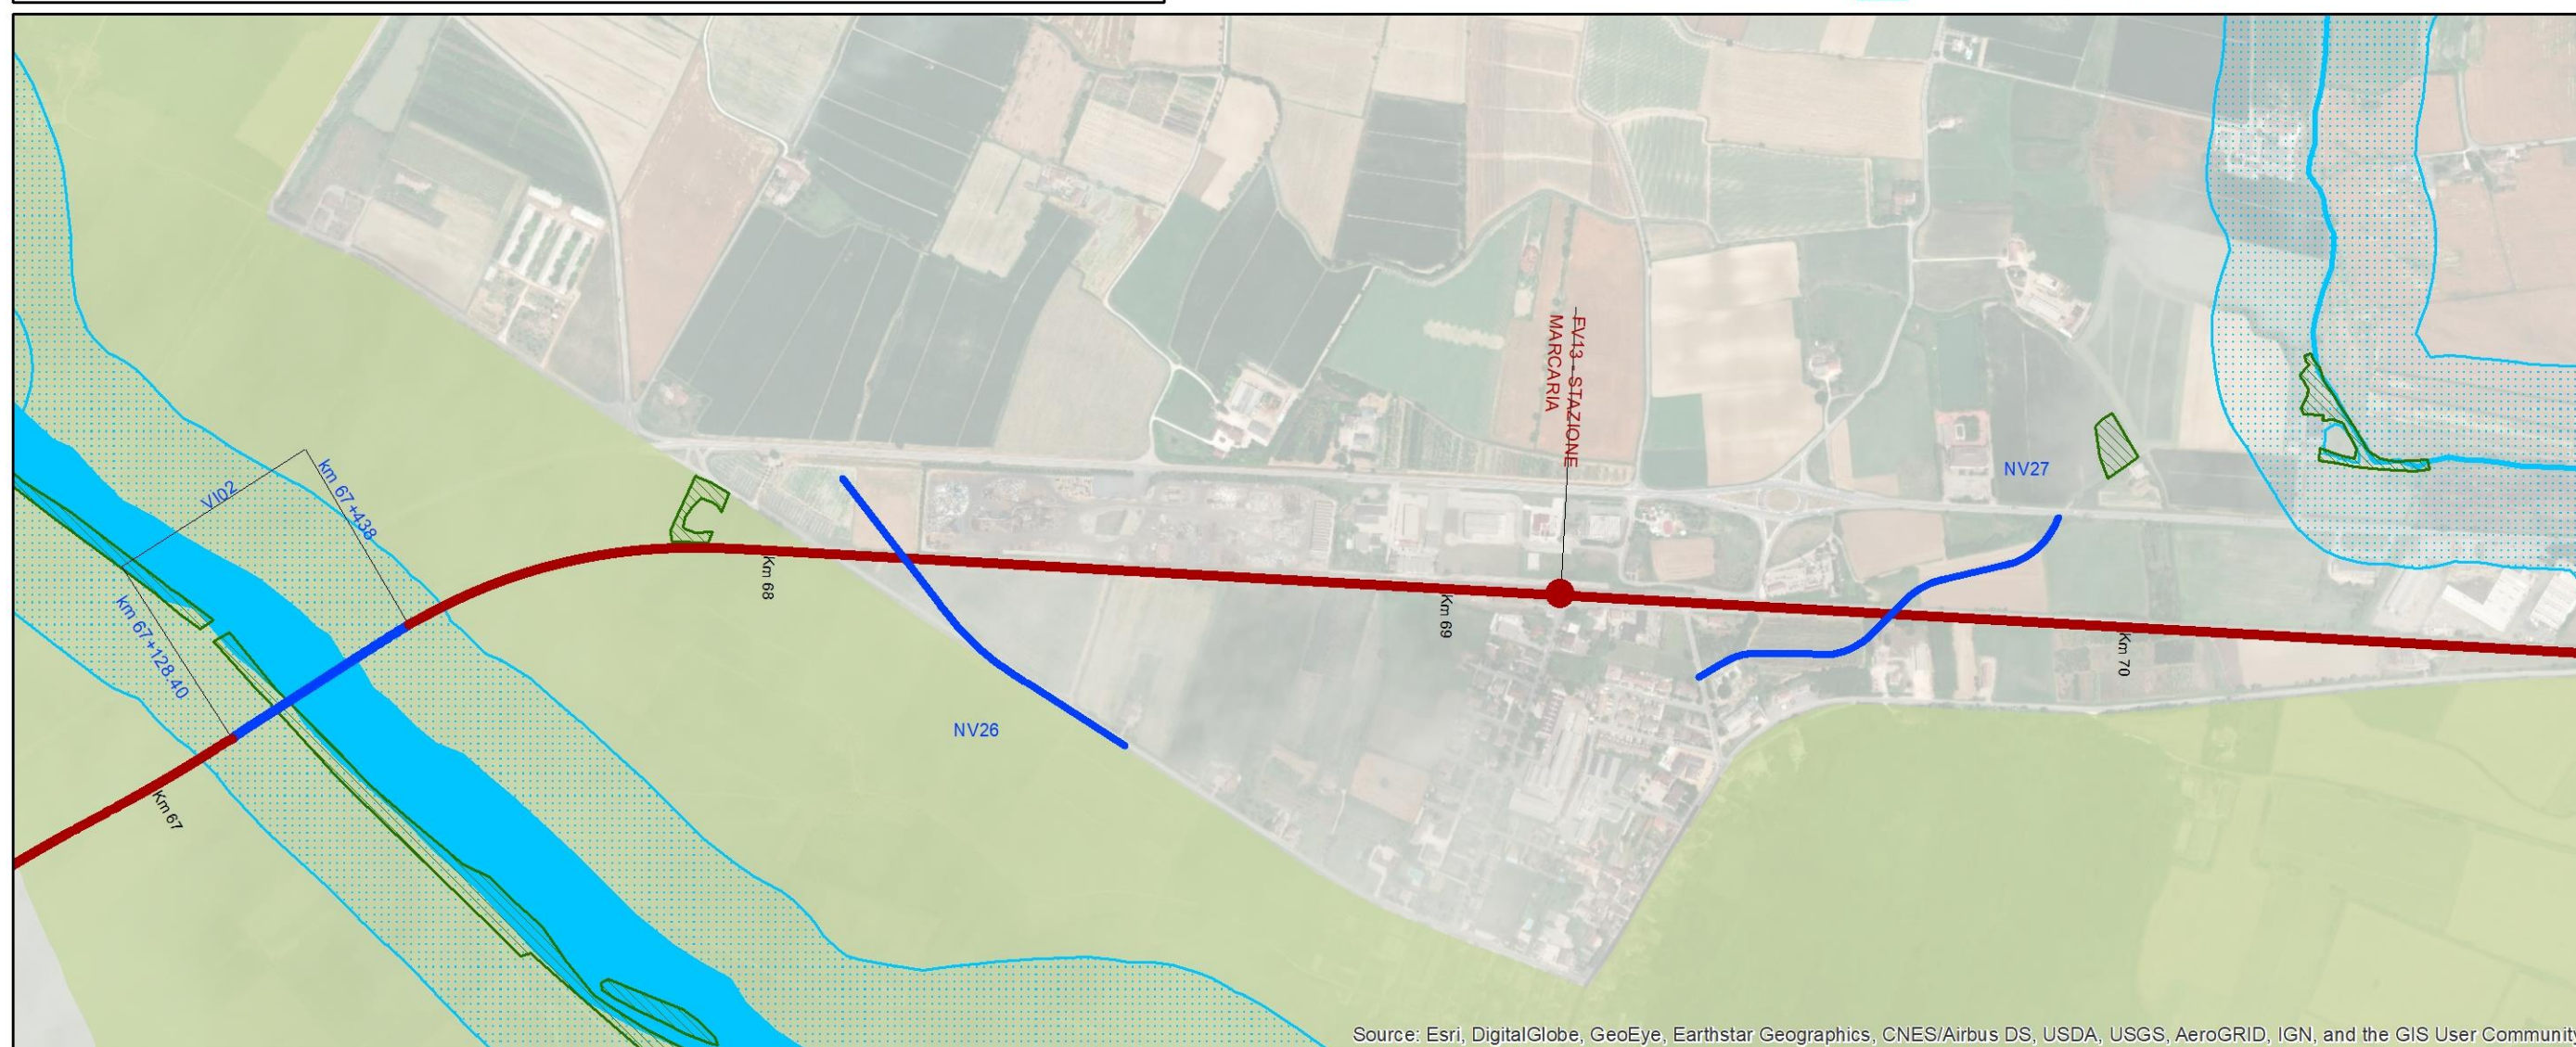 FV13 - STAZIONE
MARCARIA
NV27
VI02
km 67+438
km 67+128.40
Km 68
Km 69
Km 70
NV26
Km 67
Source: Esri, DigitalGlobe, GeoEye, Earthstar Geographics, CNES/Airbus DS, USDA, USGS, AeroGRID, IGN, and the GIS User Community